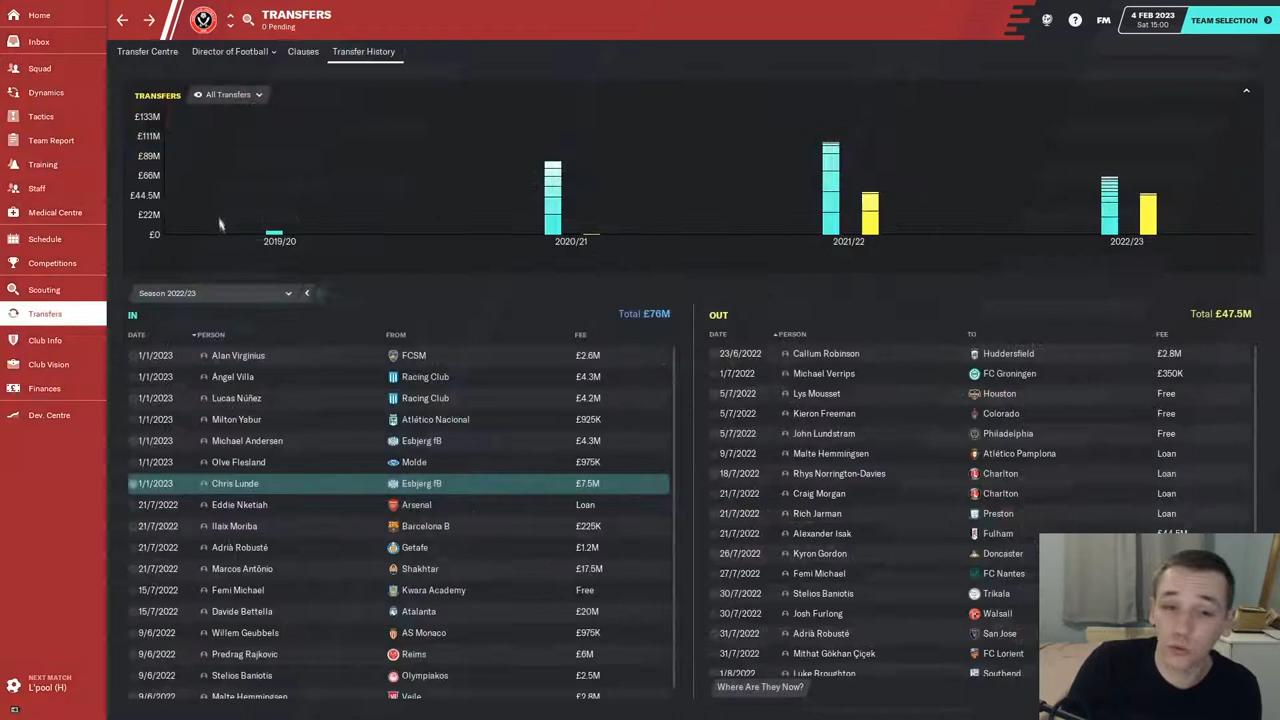 Home
TRANSFERS
0 Pending
FM
4 FEB 2023
Sat 15:00
TEAM SELECTION
Inbox
Transfer Centre Director of Football Clauses Transfer History
Squad
Dynamics
Tactics
Team Report
Training
Staff
Medical Centre
Schedule
Competitions
Scouting
Transfers
Club Info
Club Vision
Finances
Dev. Centre
NEXT MATCH
L'pool (H)
TRANSFERS All Transfers
£133M
£111M
£89M
£66M
£44.5M
£22M
£0
2019/20 2020/21 2021/22 2022/23
Season 2022/23
IN Total £76M
DATE PERSON FROM FEE
1/1/2023 Alan Virginius FCSM £2.6M
1/1/2023 Ángel Villa Racing Club £4.3M
1/1/2023 Lucas Núñez Racing Club £4.2M
1/1/2023 Milton Yabur Atlético Nacional £925K
1/1/2023 Michael Andersen Esbjerg fB £4.3M
1/1/2023 Olve Flesland Molde £975K
1/1/2023 Chris Lunde Esbjerg fB £7.5M
21/7/2022 Eddie Nketiah Arsenal Loan
21/7/2022 Ilaix Moriba Barcelona B £225K
21/7/2022 Adrià Robusté Getafe £1.2M
21/7/2022 Marcos Antônio Shakhtar £17.5M
15/7/2022 Femi Michael Kwara Academy Free
15/7/2022 Davide Bettella Atalanta £20M
9/6/2022 Willem Geubbels AS Monaco £975K
9/6/2022 Predrag Rajkovic Reims £6M
9/6/2022 Stelios Baniotis Olympiakos £2.5M
9/6/2022 Malte Hemmingsen Vejle £2.8M
OUT Total £47.5M
DATE PERSON TO FEE
23/6/2022 Callum Robinson Huddersfield £2.8M
1/7/2022 Michael Verrips FC Groningen £350K
5/7/2022 Lys Mousset Houston Free
5/7/2022 Kieron Freeman Colorado Free
5/7/2022 John Lundstram Philadelphia Free
9/7/2022 Malte Hemmingsen Atlético Pamplona Loan
18/7/2022 Rhys Norrington-Davies Charlton Loan
21/7/2022 Craig Morgan Charlton Loan
21/7/2022 Rich Jarman Preston Loan
21/7/2022 Alexander Isak Fulham £44.5M
26/7/2022 Kyron Gordon Doncaster
27/7/2022 Femi Michael FC Nantes
30/7/2022 Stelios Baniotis Trikala
30/7/2022 Josh Furlong Walsall
31/7/2022 Adrià Robusté San Jose
31/7/2022 Mithat Gökhan Çiçek FC Lorient
1/8/2022 Luke Broughton Southend
Where Are They Now?